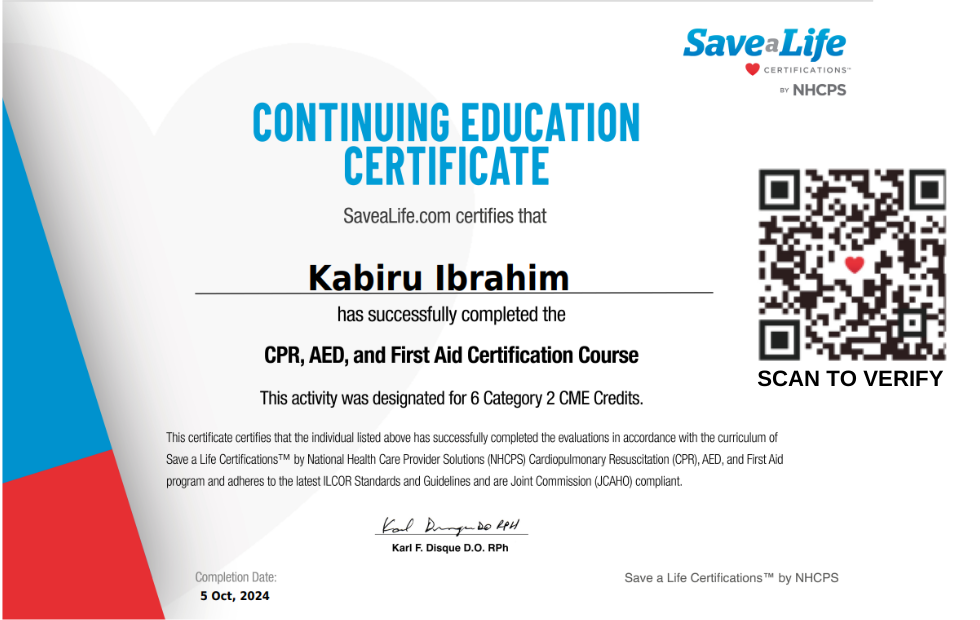 Save a Life
CERTIFICATIONS™
BY NHCPS
CONTINUING EDUCATION
CERTIFICATE
SaveaLife.com certifies that
Kabiru Ibrahim
has successfully completed the
CPR, AED, and First Aid Certification Course
SCAN TO VERIFY
This activity was designated for 6 Category 2 CME Credits.
This certificate certifies that the individual listed above has successfully completed the evaluations in accordance with the curriculum of
Save a Life Certifications™ by National Health Care Provider Solutions (NHCPS) Cardiopulmonary Resuscitation (CPR), AED, and First Aid
program and adheres to the latest ILCOR Standards and Guidelines and are Joint Commission (JCAHO) compliant.
Karl Disque DO RPH
Karl F. Disque D.O. RPh
Completion Date:
5 Oct, 2024
Save a Life Certifications™ by NHCPS